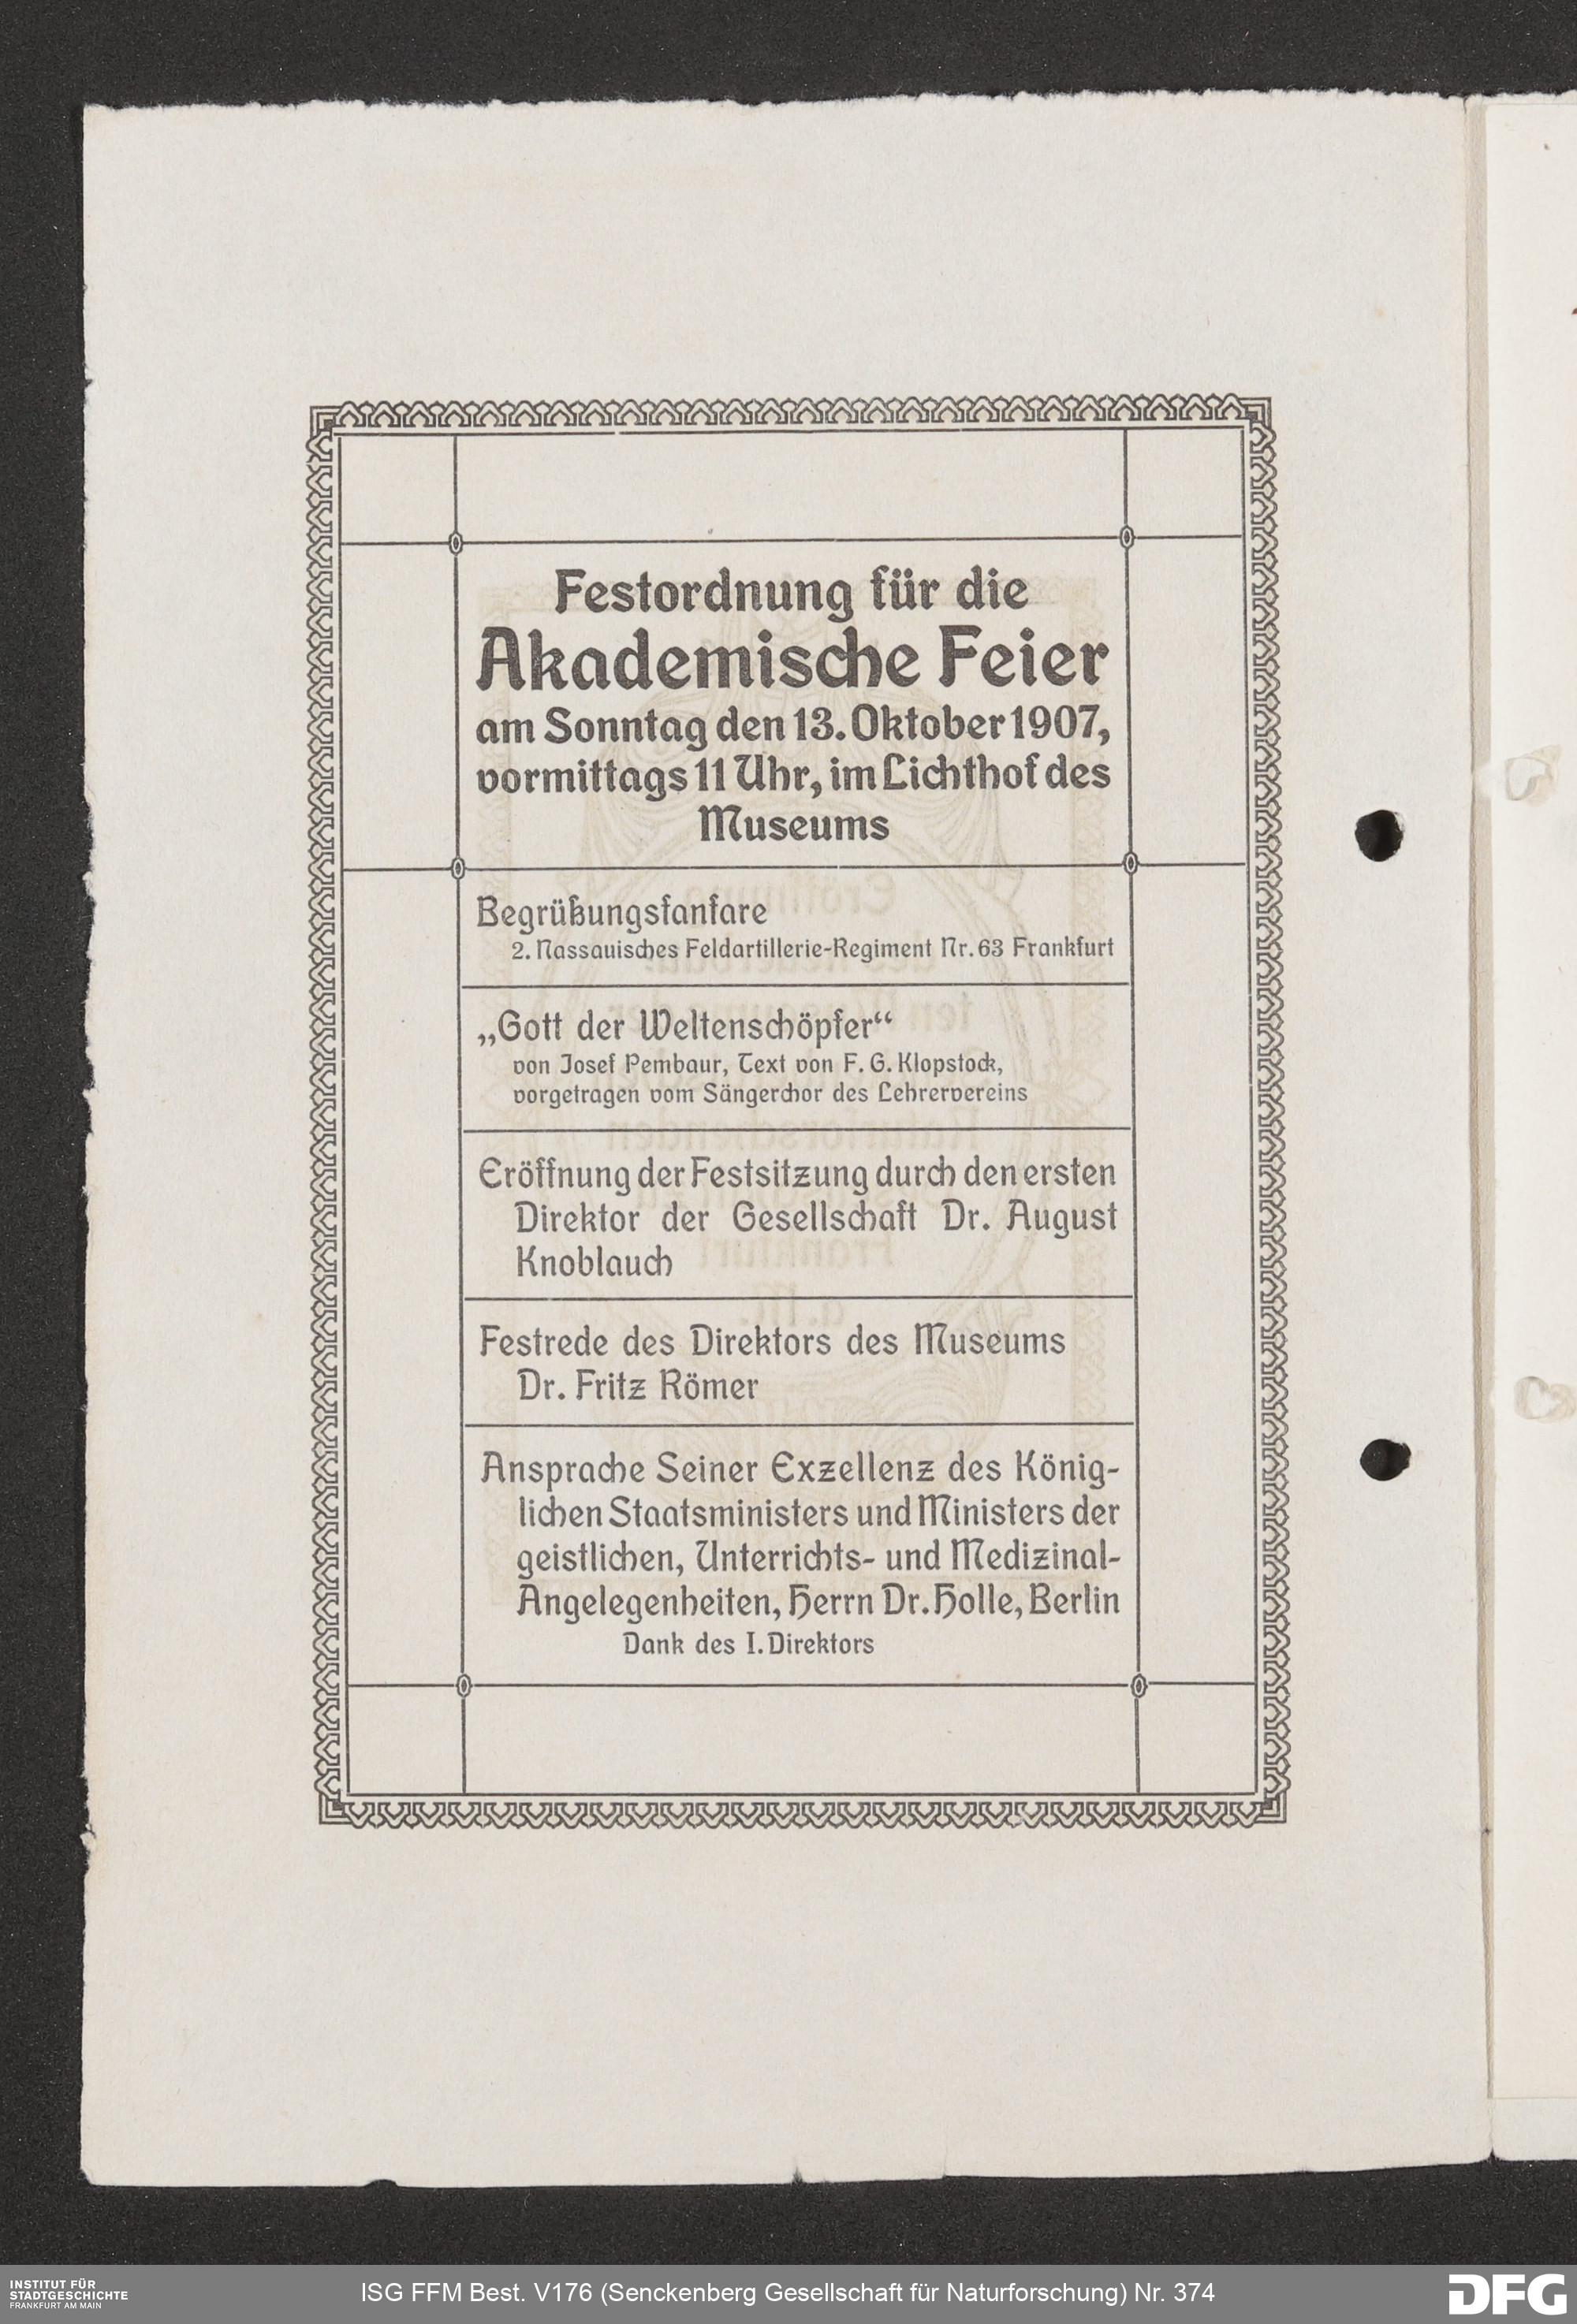 Festordnung für die
Akademische Feier
am Sonntag den 13. Oktober 1907,
vormittags 11 Uhr, im Lichthof des
Museums
Begrüßungsfanfare
2. Nassauisches Feldartillerie-Regiment Nr. 63 Frankfurt
„Gott der Weltenschöpfer“
von Josef Pembaur, Text von F. G. Klopstock,
vorgetragen vom Sängerchor des Lehrervereins
Eröffnung der Festsitzung durch den ersten
Direktor der Gesellschaft Dr. August
Knoblauch
Festrede des Direktors des Museums
Dr. Fritz Römer
Ansprache Seiner Exzellenz des König-
lichen Staatsministers und Ministers der
geistlichen, Unterrichts- und Medizinal-
Angelegenheiten, Herrn Dr. Holle, Berlin
Dank des I. Direktors
INSTITUT FÜR
STADTGESCHICHTE
FRANKFURT AM MAIN
ISG FFM Best. V176 (Senckenberg Gesellschaft für Naturforschung) Nr. 374
DFG